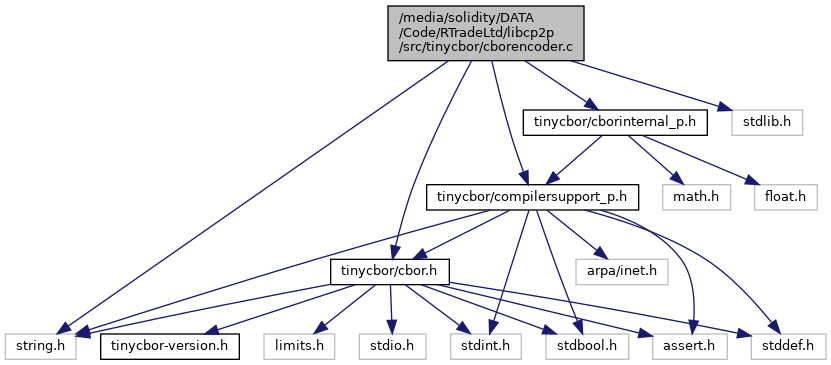 /media/solidity/DATA
/Code/RTradeLtd/libcp2p
/src/tinycbor/cborencoder.c
tinycbor/cborinternal_p.h
stdlib.h
tinycbor/compilersupport_p.h
math.h
float.h
tinycbor/cbor.h
arpa/inet.h
string.h
tinycbor-version.h
limits.h
stdio.h
stdint.h
stdbool.h
assert.h
stddef.h